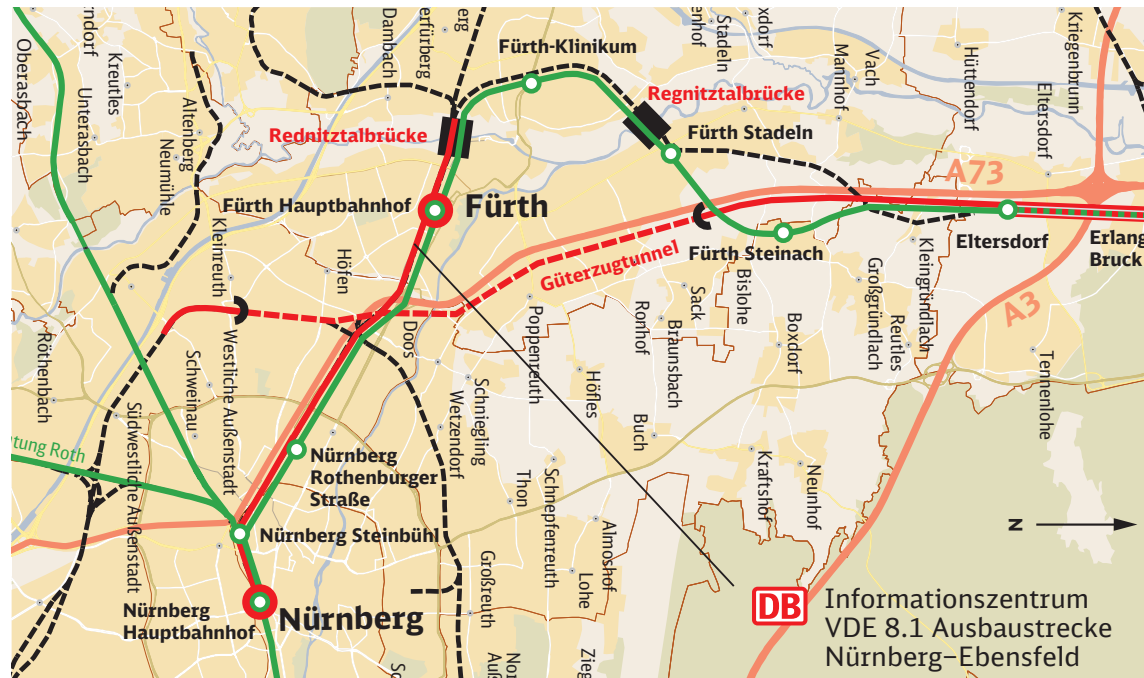 Oberasbach
Kreutles
Unterasbach
Altenberg
Neumühle
Dambach
Fürth-Klinikum
Stadeln
Mannhof
Vach
Hüttendorf
Eltersdorf
Kriegenbrunn
Rednitztalbrücke
Regnitztalbrücke
Fürth Stadeln
A73
Fürth Hauptbahnhof
Fürth
Kleinreuth
Höfen
Güterzugtunnel
Fürth Steinach
Eltersdorf
Erlang
Bruck
Kleingründlach
Großgründlach
Reutles
A3
Bislohe
Sack
Braunsbach
Ronhof
Boxdorf
Poppenreuth
Doos
Röthenbach
Schweinau
Westliche Außenstadt
Südwestliche Außenstadt
Schniegling
Wetzendorf
Höfles
Buch
Tennenlohe
tung Roth
Nürnberg
Rothenburger
Straße
Thon
Schnepfenreuth
Kraftshof
Neunhof
Nürnberg Steinbühl
Almoshof
Lohe
Großreuth
N
Nürnberg
Hauptbahnhof
Nürnberg
DB
Informationszentrum
VDE 8.1 Ausbaustrecke
Nürnberg–Ebensfeld